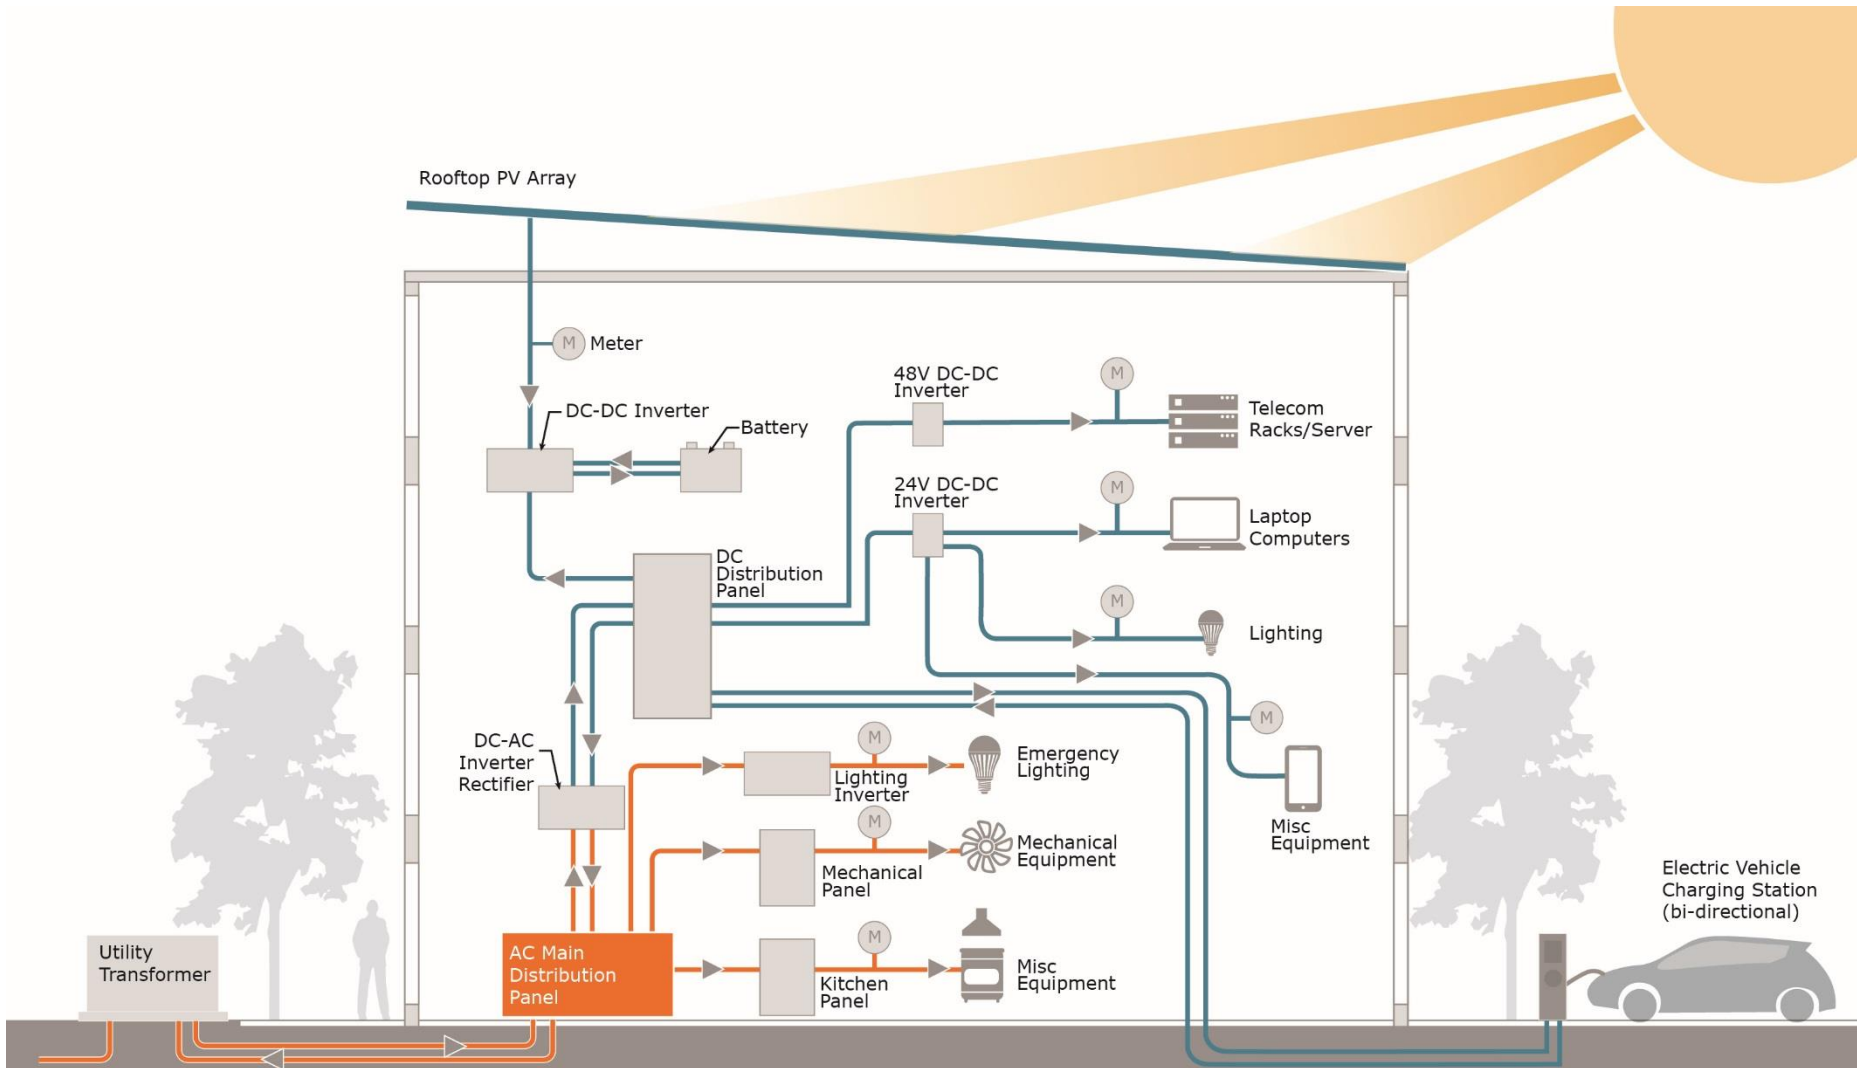 Rooftop PV Array
M
Meter
DC-DC Inverter
Battery
48V DC-DC
Inverter
M
Telecom
Racks/Server
24V DC-DC
Inverter
M
Laptop
Computers
DC
Distribution
Panel
M
Lighting
M
Misc
Equipment
DC-AC
Inverter
Rectifier
M
Lighting
Inverter
Emergency
Lighting
M
Mechanical
Panel
Mechanical
Equipment
M
Kitchen
Panel
Misc
Equipment
AC Main
Distribution
Panel
Utility
Transformer
Electric Vehicle
Charging Station
(bi-directional)